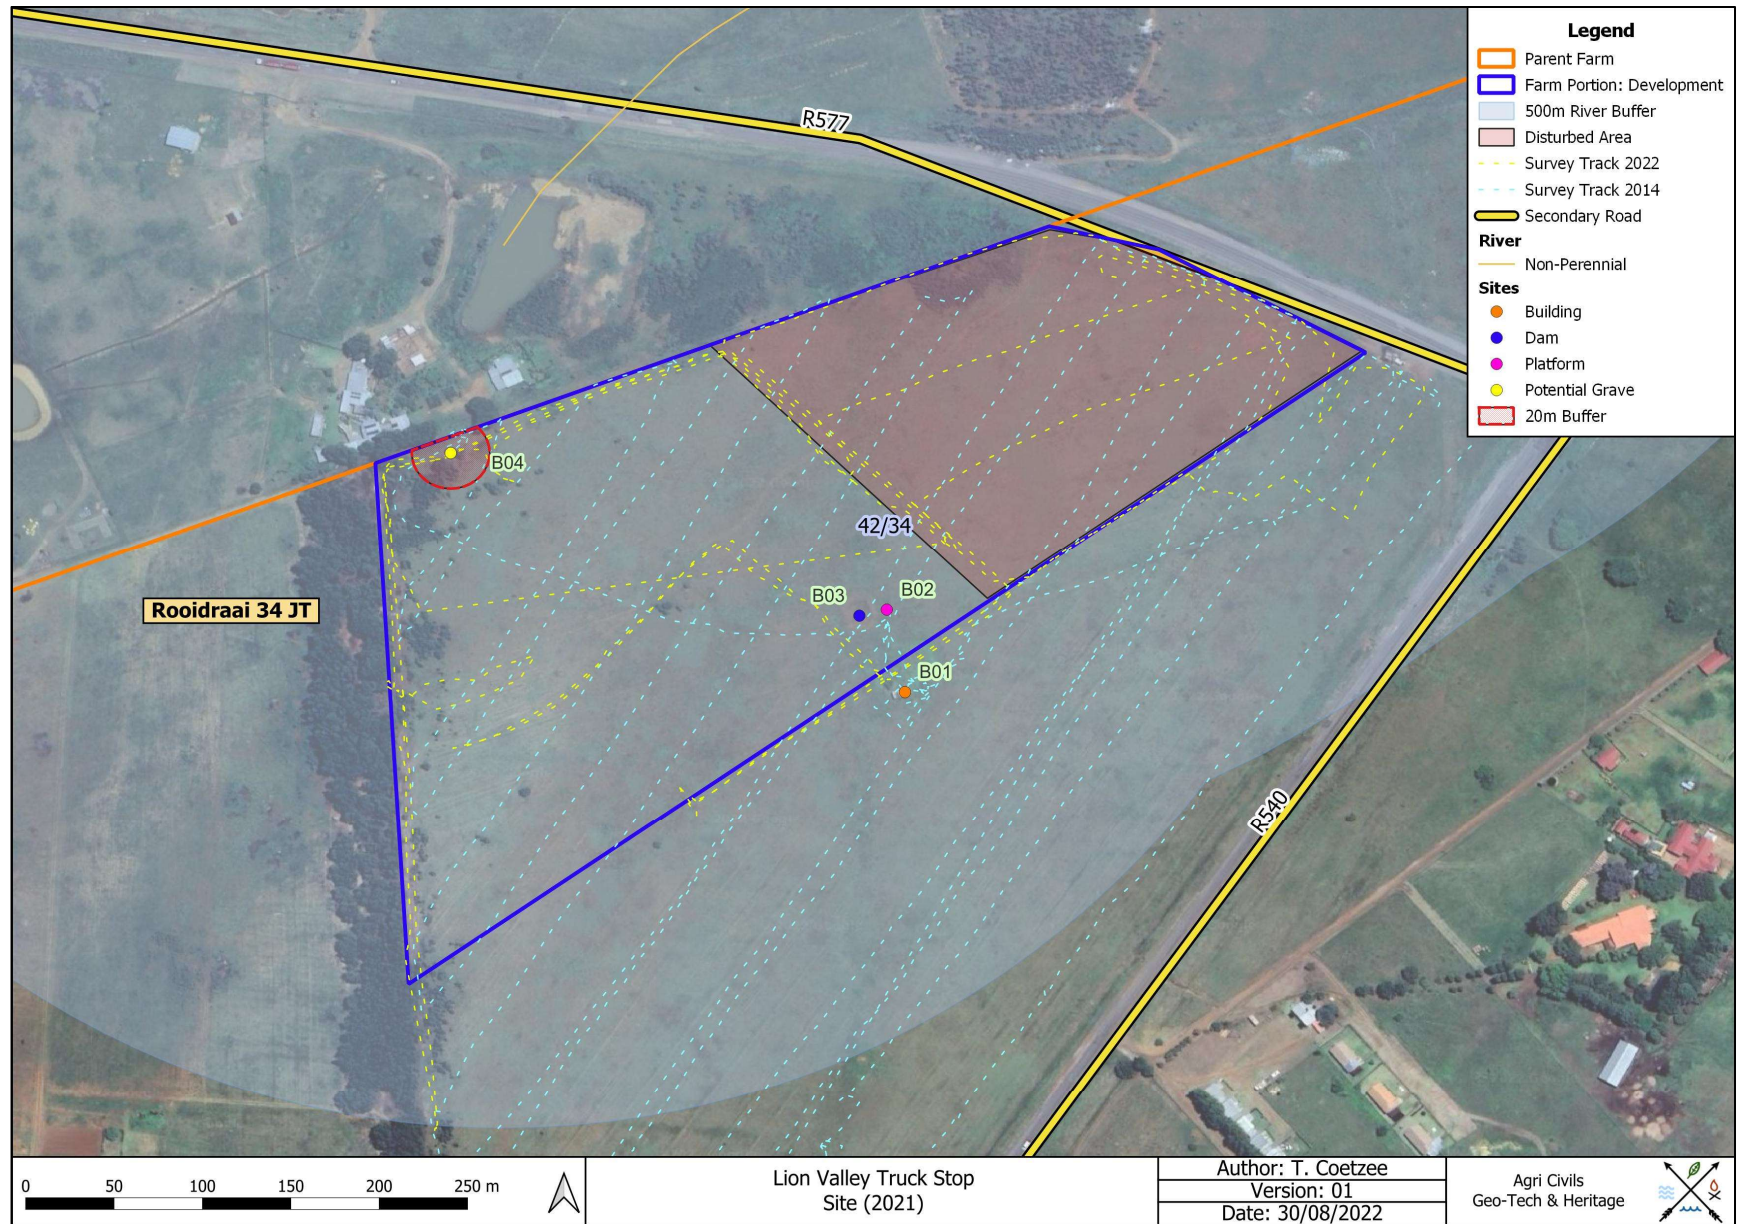 R577
Legend
Parent Farm
Farm Portion: Development
500m River Buffer
Disturbed Area
Survey Track 2022
Survey Track 2014
Secondary Road
River
Non-Perennial
Sites
Building
Dam
Platform
Potential Grave
20m Buffer
B04
42/34
Rooidraai 34 JT
B03
B02
B01
R540
0 50 100 150 200 250 m
Lion Valley Truck Stop
Site (2021)
Author: T. Coetzee
Version: 01
Date: 30/08/2022
Agri Civils
Geo-Tech & Heritage